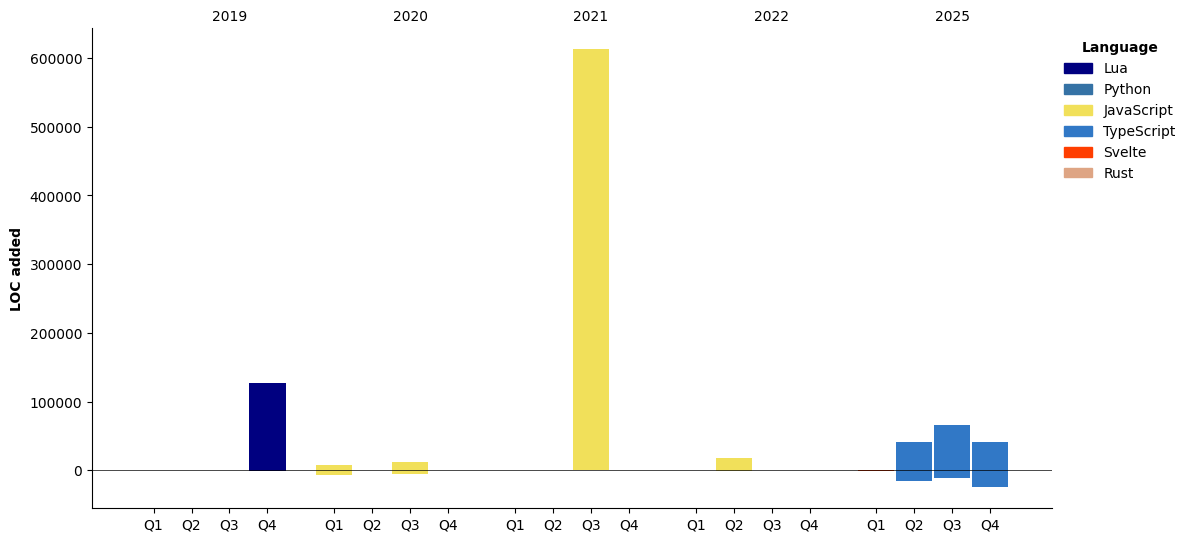 2019 2020 2021 2022 2025
Language
Lua
Python
JavaScript
TypeScript
Svelte
Rust
LOC added
600000
500000
400000
300000
200000
100000
0
Q1 Q2 Q3 Q4 Q1 Q2 Q3 Q4 Q1 Q2 Q3 Q4 Q1 Q2 Q3 Q4 Q1 Q2 Q3 Q4